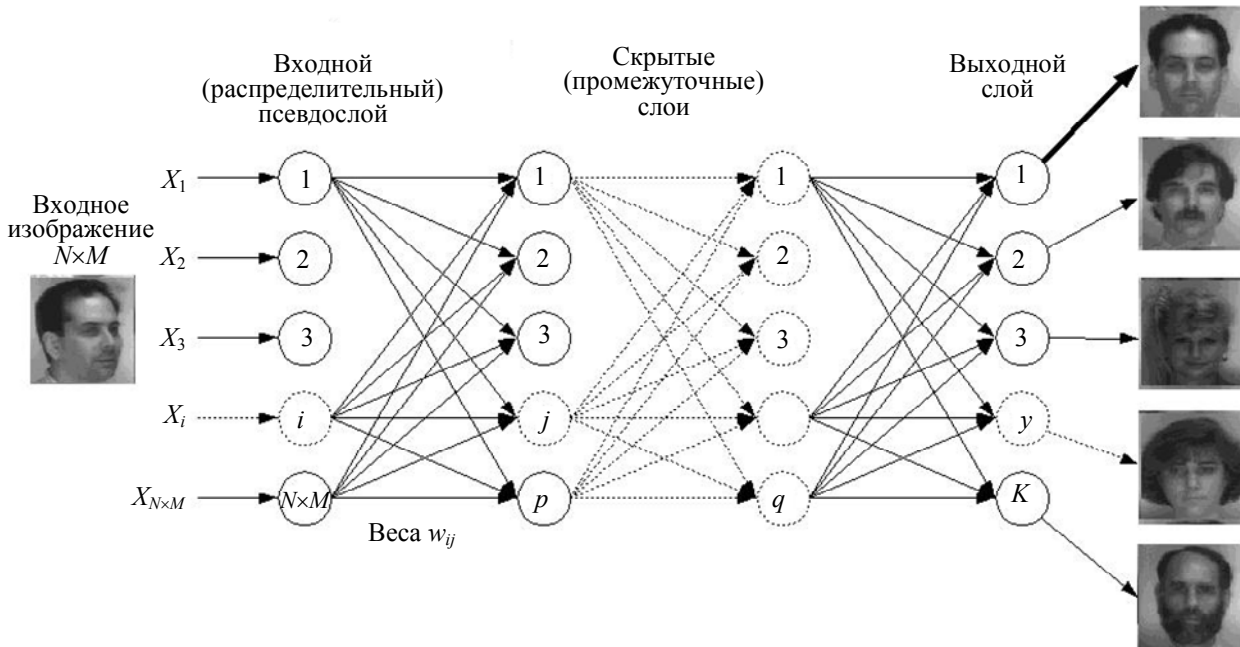 Входной
(распределительный)
псевдослой
Скрытые
(промежуточные)
слои
Выходной
слой
Входное
изображение
N×M
X1
X2
X3
Xi
XN×M
1
2
3
i
N×M
1
2
3
j
p
1
2
3
q
1
2
3
y
K
Веса wij